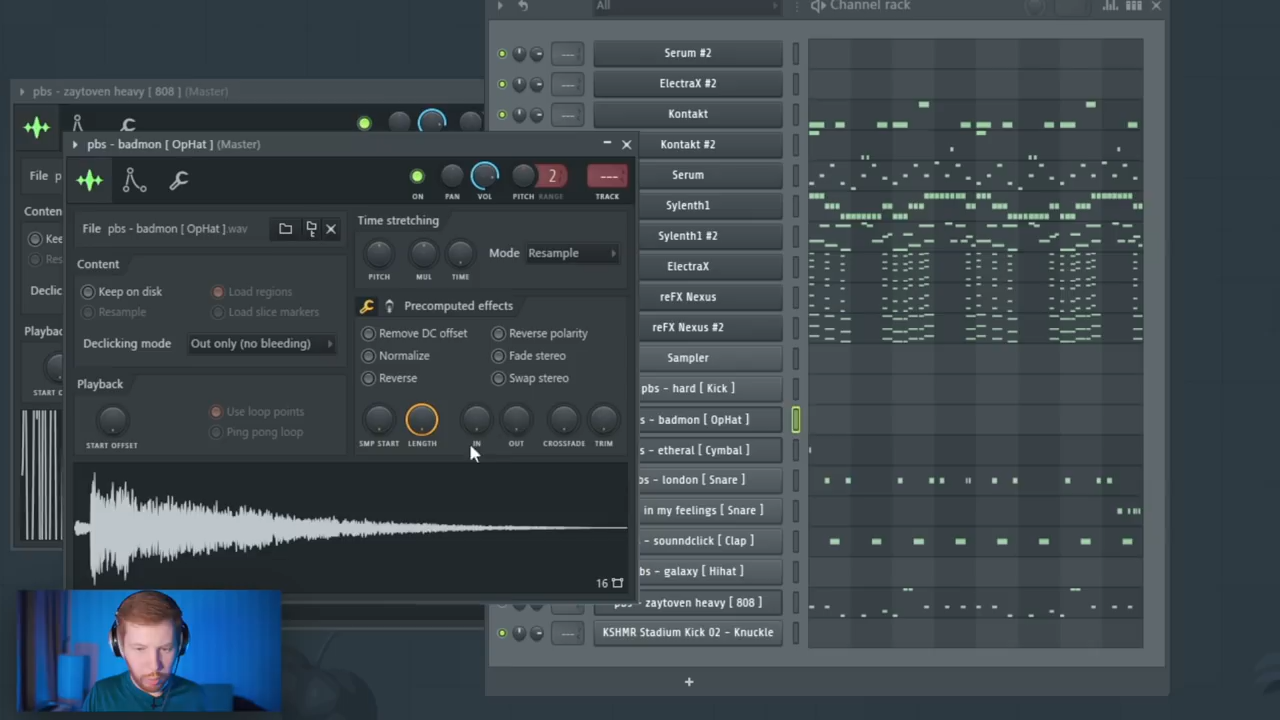 All
Channel rack
Serum #2
ElectraX #2
pbs - zaytoven heavy [ 808 ] (Master)
Kontakt
pbs - badmon [ OpHat ] (Master)
Kontakt #2
ON PAN VOL PITCH 2 RANGE --- TRACK
Serum
Sylenth1
File p
File pbs - badmon [ OpHat ].wav
Time stretching
PITCH MUL TIME
Mode Resample
Sylenth1 #2
Conten
Content
ElectraX
Kee
Res
Keep on disk
Load regions
Resample
Load slice markers
Declic
Declicking mode Out only (no bleeding)
Precomputed effects
reFX Nexus
Remove DC offset
Reverse polarity
reFX Nexus #2
Normalize
Fade stereo
Sampler
Reverse
Swap stereo
Playba
START O
Playback
START OFFSET
Use loop points
Ping pong loop
SMP START LENGTH IN OUT CROSSFADE TRIM
pbs - hard [ Kick ]
s - badmon [ OpHat ]
s - etheral [ Cymbal ]
bs - london [ Snare ]
in my feelings [ Snare ]
- sounndclick [ Clap ]
bs - galaxy [ Hihat ]
16
pbs - zaytoven heavy [ 808 ]
KSHMR Stadium Kick 02 – Knuckle
+